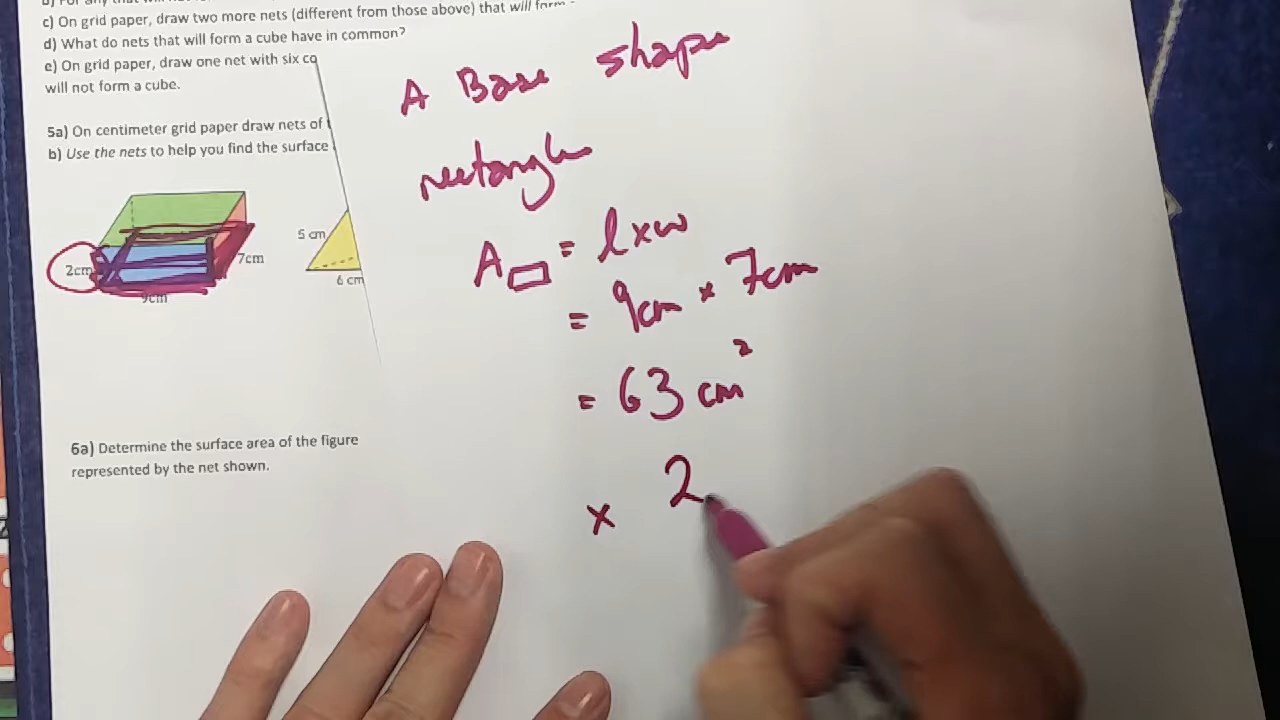 c) On grid paper, draw two more nets (different from those above) that will form
d) What do nets that will form a cube have in common?
e) On grid paper, draw one net with six co
will not form a cube.
5a) On centimeter grid paper draw nets of t
b) Use the nets to help you find the surface
2cm
7cm
9cm
5 cm
6 cm
6a) Determine the surface area of the figure
represented by the net shown.
A Base shape
rectangle
A▭ = l×w
= 9cm × 7cm
= 63 cm²
× 2